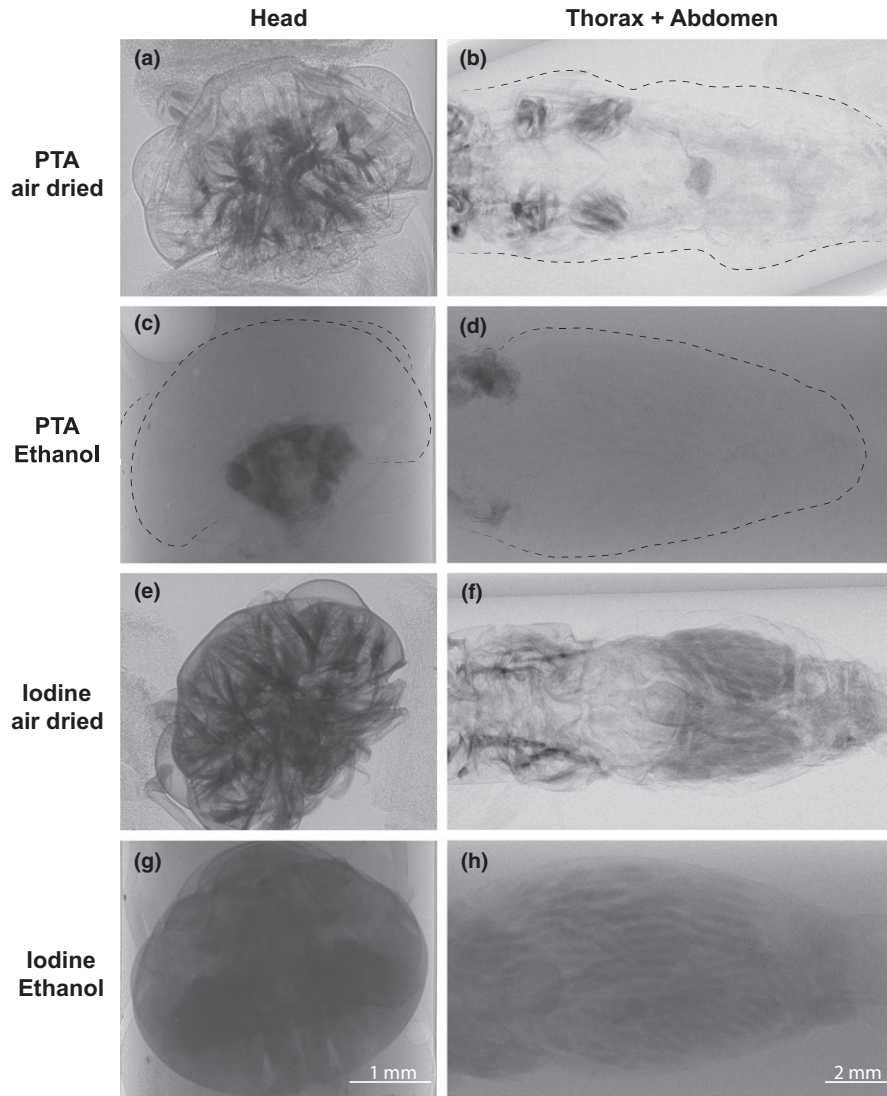 Head
Thorax + Abdomen
(a)
(b)
PTA
air dried
(c)
(d)
PTA
Ethanol
(e)
(f)
Iodine
air dried
(g)
(h)
Iodine
Ethanol
1 mm
2 mm